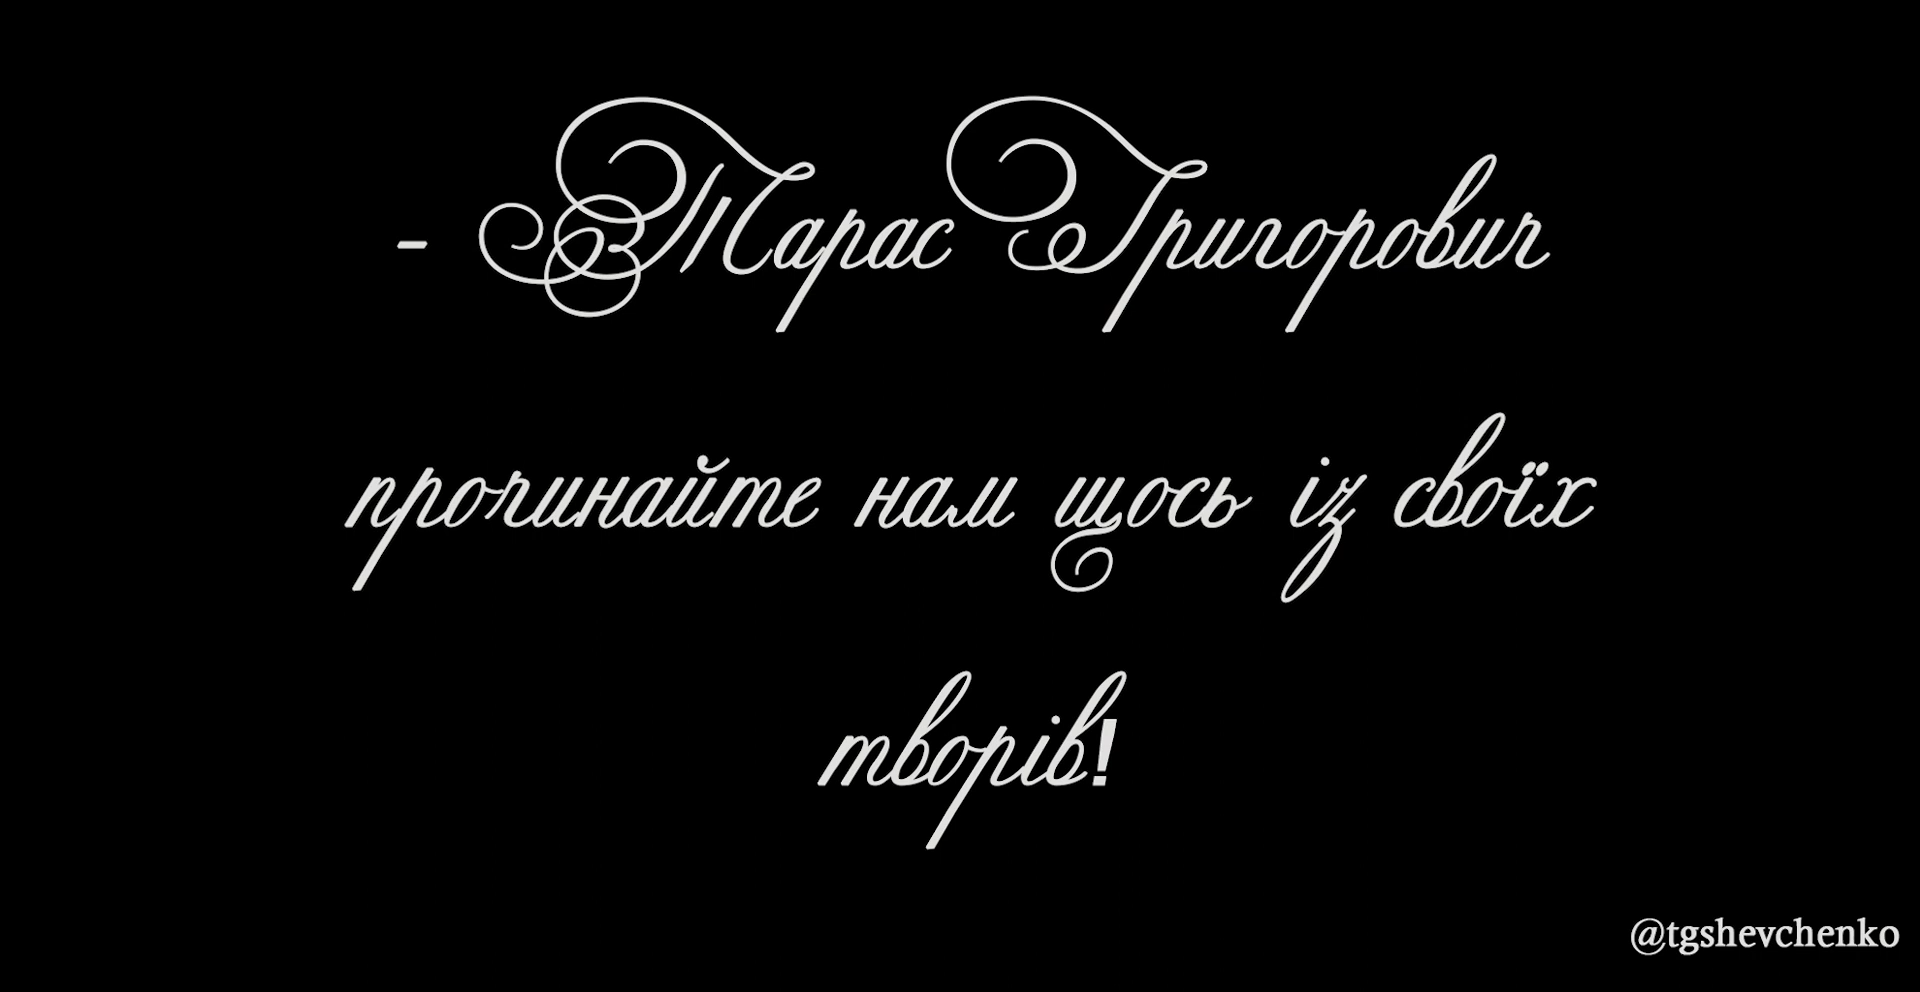 - Тарас Григорович
прочинайте нам щось із своїх
творів!
@tgshevchenko